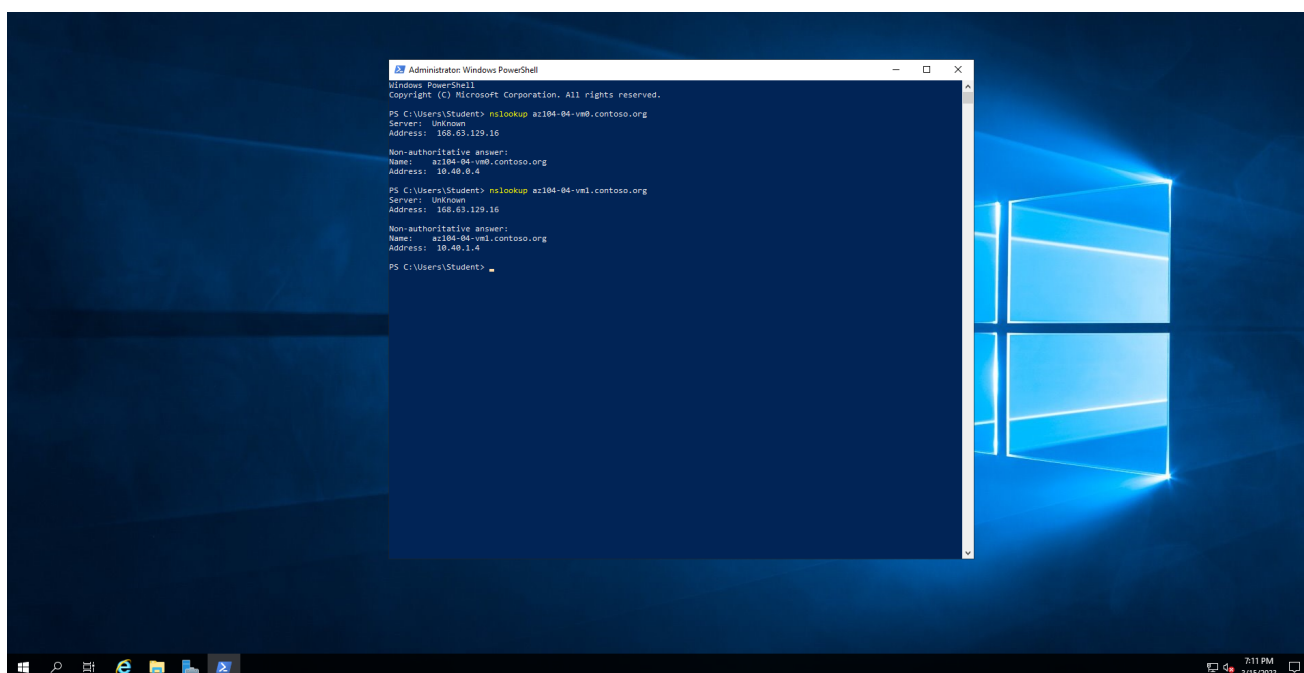 Administrator: Windows PowerShell
Windows PowerShell
Copyright (C) Microsoft Corporation. All rights reserved.
PS C:\Users\Student> nslookup az104-04-vm0.contoso.org
Server:  UnKnown
Address:  168.63.129.16
Non-authoritative answer:
Name:    az104-04-vm0.contoso.org
Address:  10.40.0.4
PS C:\Users\Student> nslookup az104-04-vm1.contoso.org
Server:  UnKnown
Address:  168.63.129.16
Non-authoritative answer:
Name:    az104-04-vm1.contoso.org
Address:  10.40.1.4
PS C:\Users\Student>
7:11 PM